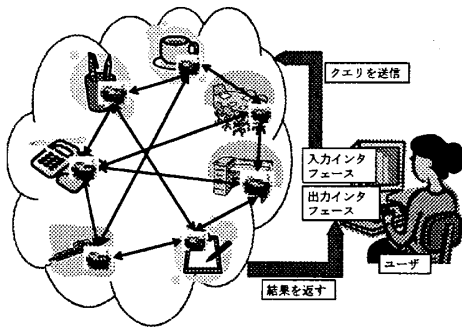 クエリを送信
入力インタ
フェース
出力インタ
フェース
ユーザ
結果を返す